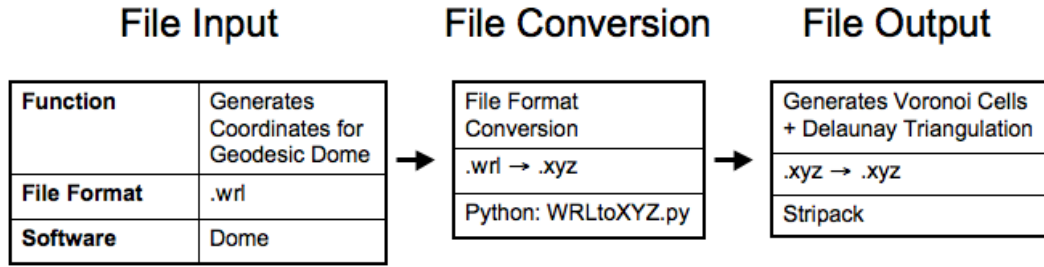 File Input
File Conversion
File Output
Function
Generates
Coordinates for
Geodesic Dome
File Format
.wrl
Software
Dome
File Format
Conversion
.wrl → .xyz
Python: WRLtoXYZ.py
Generates Voronoi Cells
+ Delaunay Triangulation
.xyz → .xyz
Stripack